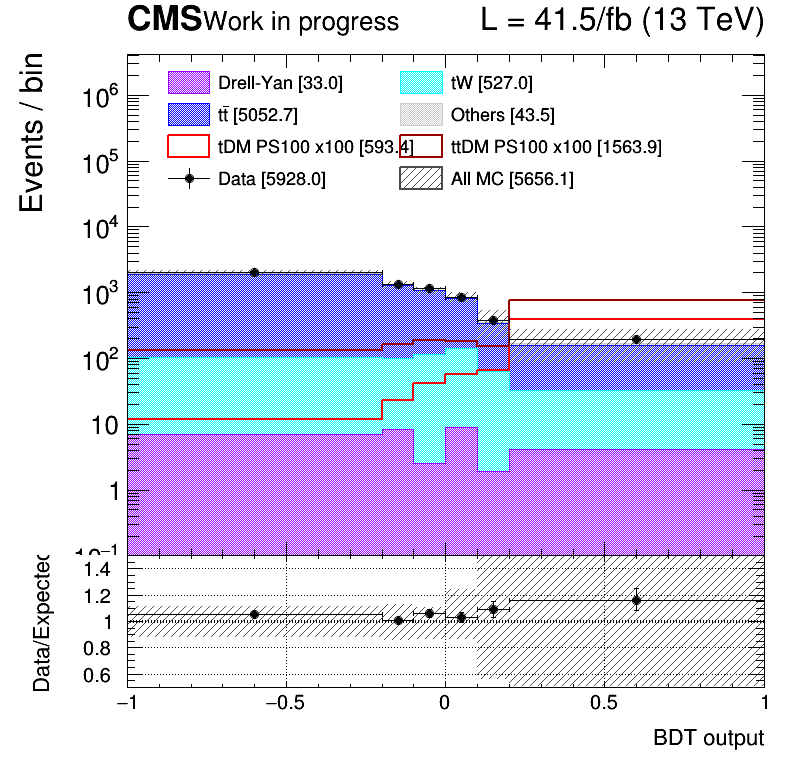 CMS Work in progress L = 41.5/fb (13 TeV)
Events / bin
Drell-Yan [33.0] tW [527.0]
tt̄ [5052.7] Others [43.5]
tDM PS100 x100 [593.4] ttDM PS100 x100 [1563.9]
Data [5928.0] All MC [5656.1]
10⁶
10⁵
10⁴
10³
10²
10
1
10⁻¹
Data/Expected
1.4
1.2
1
0.8
0.6
−1 −0.5 0 0.5 1
BDT output